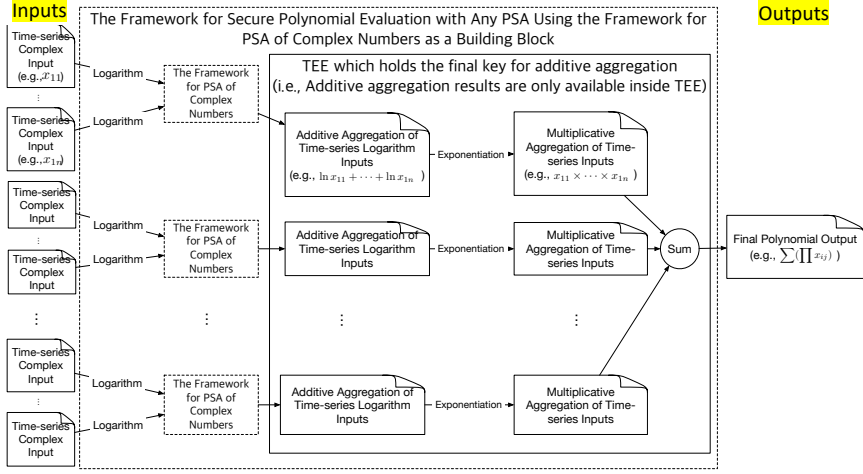 Inputs
The Framework for Secure Polynomial Evaluation with Any PSA Using the Framework for
PSA of Complex Numbers as a Building Block
Outputs
Time-series
Complex
Input
(e.g., x₁₁)
⋮
Time-series
Complex
Input
(e.g., x₁ₙ)
Logarithm
Logarithm
The Framework
for PSA of
Complex
Numbers
TEE which holds the final key for additive aggregation
(i.e., Additive aggregation results are only available inside TEE)
Additive Aggregation of
Time-series Logarithm
Inputs
(e.g., ln x₁₁ + ··· + ln x₁ₙ )
Exponentiation
Multiplicative
Aggregation of Time-
series Inputs
(e.g., x₁₁ × ··· × x₁ₙ )
Time-series
Complex
Input
⋮
Time-series
Complex
Input
Logarithm
Logarithm
The Framework
for PSA of
Complex
Numbers
Additive Aggregation of
Time-series Logarithm
Inputs
Exponentiation
Multiplicative
Aggregation of Time-
series Inputs
Sum
Final Polynomial Output
(e.g., ∑(∏ xᵢⱼ) )
⋮
⋮
⋮
⋮
Time-series
Complex
Input
⋮
Time-series
Complex
Input
Logarithm
Logarithm
The Framework
for PSA of
Complex
Numbers
Additive Aggregation of
Time-series Logarithm
Inputs
Exponentiation
Multiplicative
Aggregation of Time-
series Inputs